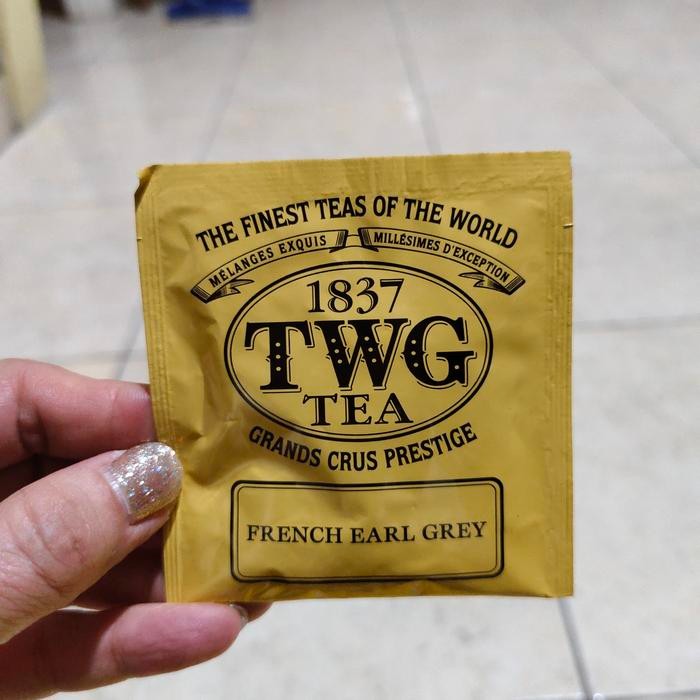 THE FINEST TEAS OF THE WORLD
MÉLANGES EXQUIS MILLÉSIMES D'EXCEPTION
1837
TWG
TEA
GRANDS CRUS PRESTIGE
FRENCH EARL GREY